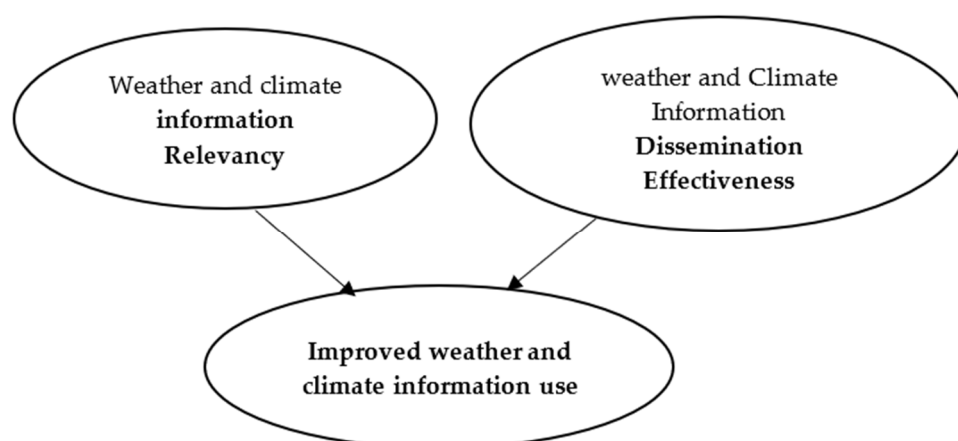 Weather and climate
information
Relevancy
weather and Climate
Information
Dissemination
Effectiveness
Improved weather and
climate information use